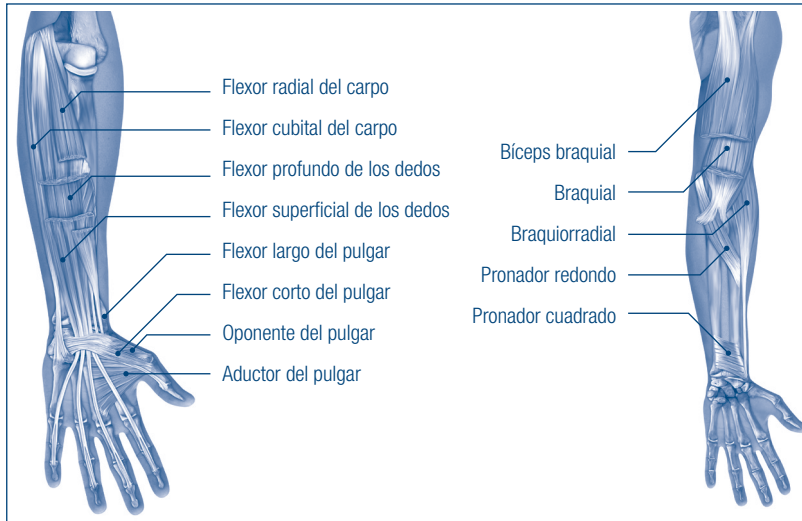 Flexor radial del carpo
Flexor cubital del carpo
Flexor profundo de los dedos
Flexor superficial de los dedos
Flexor largo del pulgar
Flexor corto del pulgar
Oponente del pulgar
Aductor del pulgar
Bíceps braquial
Braquial
Braquiorradial
Pronador redondo
Pronador cuadrado